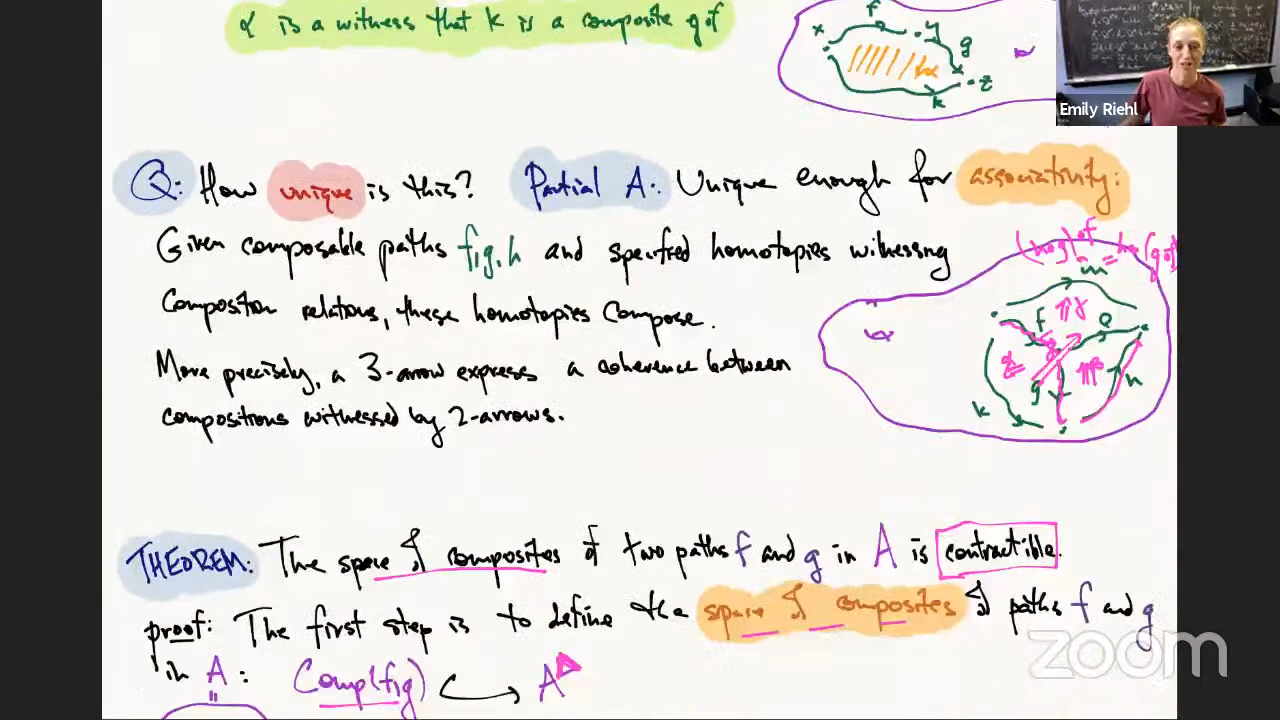 α is a witness that k is a composite g∘f
x f y g z α k
Emily Riehl
Q: How unique is this? Partial A: Unique enough for associativity:
Given composable paths f,g,h and specified homotopies witnessing
composition relations, these homotopies compose.
More precisely, a 3-arrow expresses a coherence between
compositions witnessed by 2-arrows.
(h∘g)∘f = h∘(g∘f)
m
f ℓ γ
α g β h
k
THEOREM: The space of composites of two paths f and g in A is contractible.
proof: The first step is to define the space of composites of paths f and g
in A: Comp(f,g) ↪ A
zoom